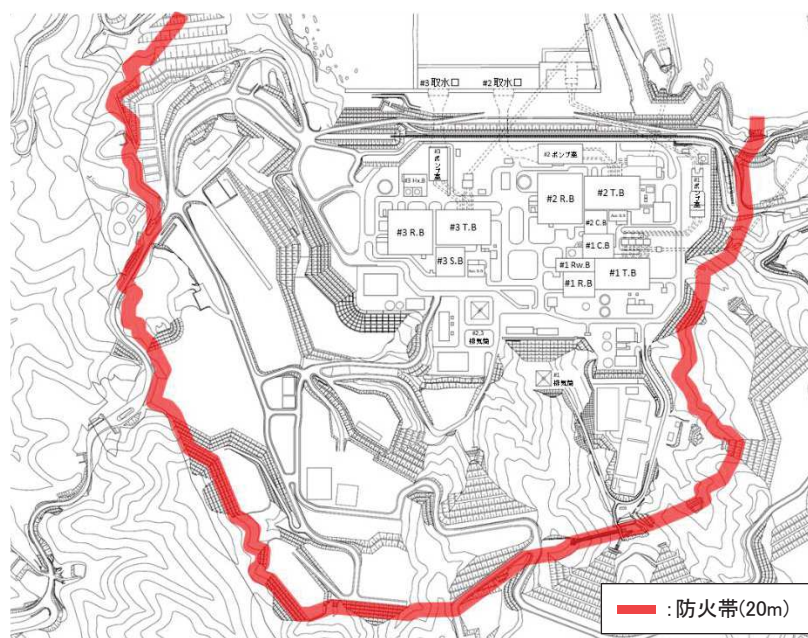 #3 取水口
#2 取水口
#3
ポンプ室
#2 ポンプ室
#1
ポンプ室
#3 Hx.B
#2 R.B
#2 T.B
#3 R.B
#3 T.B
#2 C.B
#1 C.B
#3 S.B
#1 Rw.B
#1 R.B
#1 T.B
#2,3
排気筒
#1
排気筒
:防火帯(20m)